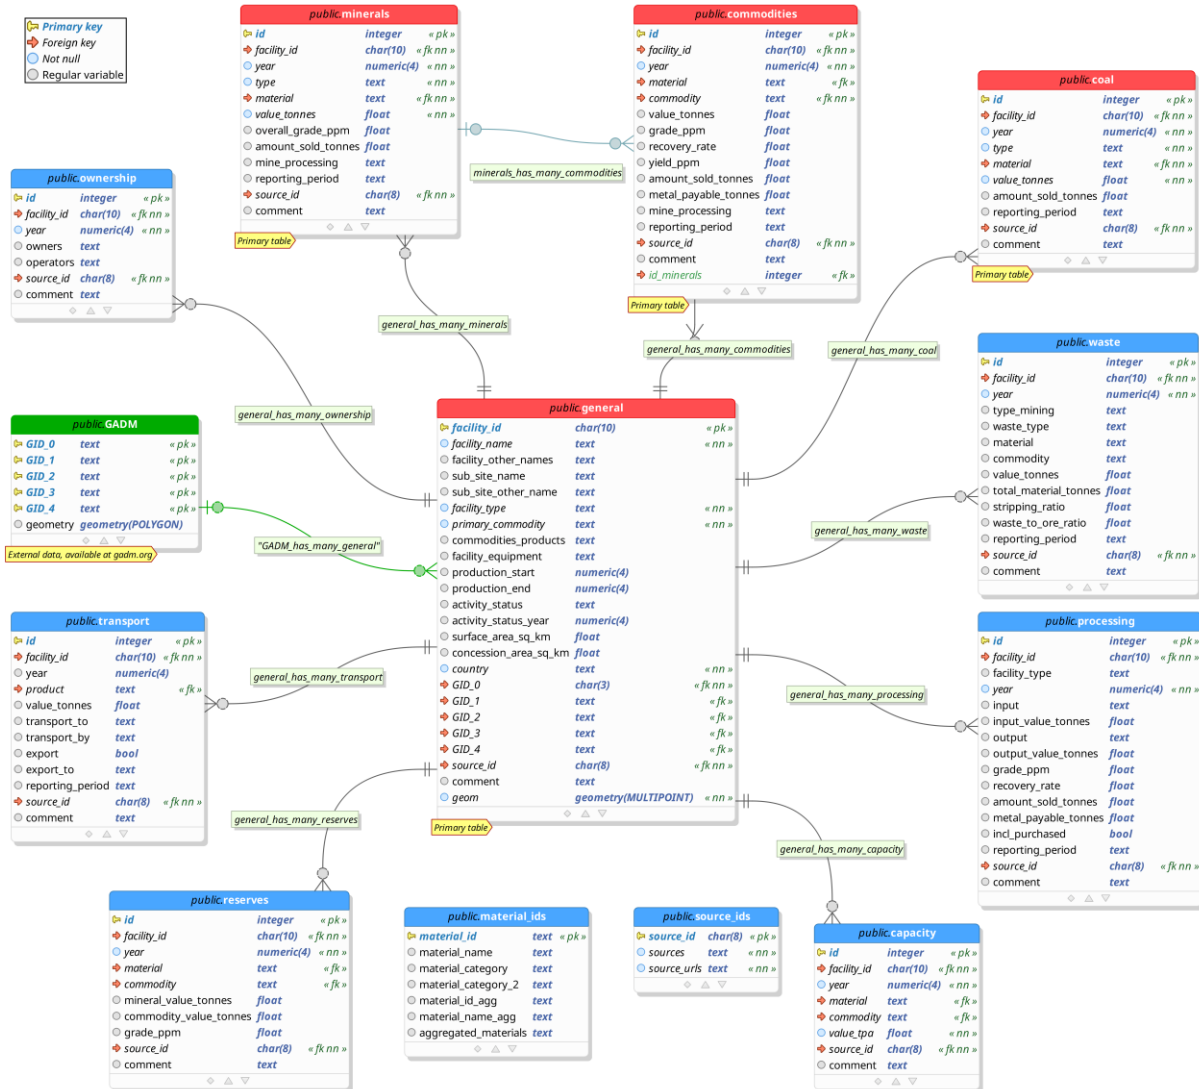 Primary key
Foreign key
Not null
Regular variable
public.minerals
id integer « pk »
facility_id char(10) « fk nn »
year numeric(4) « nn »
type text « nn »
material text « fk nn »
value_tonnes float « nn »
overall_grade_ppm float
amount_sold_tonnes float
mine_processing text
reporting_period text
source_id char(8) « fk nn »
comment text
Primary table
public.commodities
id integer « pk »
facility_id char(10) « fk nn »
year numeric(4) « nn »
material text « fk »
commodity text « fk nn »
value_tonnes float
grade_ppm float
recovery_rate float
yield_ppm float
amount_sold_tonnes float
metal_payable_tonnes float
mine_processing text
reporting_period text
source_id char(8) « fk nn »
comment text
id_minerals integer « fk »
Primary table
public.coal
id integer « pk »
facility_id char(10) « fk nn »
year numeric(4) « nn »
type text « nn »
material text « fk nn »
value_tonnes float « nn »
amount_sold_tonnes float
reporting_period text
source_id char(8) « fk nn »
comment text
Primary table
minerals_has_many_commodities
public.ownership
id integer « pk »
facility_id char(10) « fk nn »
year numeric(4) « nn »
owners text
operators text
source_id char(8) « fk nn »
comment text
general_has_many_minerals
general_has_many_commodities
general_has_many_coal
general_has_many_ownership
public.waste
id integer « pk »
facility_id char(10) « fk nn »
year numeric(4) « nn »
type_mining text
waste_type text
material text
commodity text
value_tonnes float
total_material_tonnes float
stripping_ratio float
waste_to_ore_ratio float
reporting_period text
source_id char(8) « fk nn »
comment text
public.GADM
GID_0 text « pk »
GID_1 text « pk »
GID_2 text « pk »
GID_3 text « pk »
GID_4 text « pk »
geometry geometry(POLYGON)
External data, available at gadm.org
"GADM_has_many_general"
public.general
facility_id char(10) « pk »
facility_name text « nn »
facility_other_names text
sub_site_name text
sub_site_other_name text
facility_type text « nn »
primary_commodity text « nn »
commodities_products text
facility_equipment text
production_start numeric(4)
production_end numeric(4)
activity_status text
activity_status_year numeric(4)
surface_area_sq_km float
concession_area_sq_km float
country text « nn »
GID_0 char(3) « fk nn »
GID_1 text « fk »
GID_2 text « fk »
GID_3 text « fk »
GID_4 text « fk »
source_id char(8) « fk nn »
comment text
geom geometry(MULTIPOINT) « nn »
Primary table
general_has_many_waste
public.transport
id integer « pk »
facility_id char(10) « fk nn »
year numeric(4)
product text « fk »
value_tonnes float
transport_to text
transport_by text
export bool
export_to text
reporting_period text
source_id char(8) « fk nn »
comment text
general_has_many_transport
general_has_many_processing
public.processing
id integer « pk »
facility_id char(10) « fk nn »
facility_type text
year numeric(4) « nn »
input text
input_value_tonnes float
output text
output_value_tonnes float
grade_ppm float
recovery_rate float
amount_sold_tonnes float
metal_payable_tonnes float
incl_purchased bool
reporting_period text
source_id char(8) « fk nn »
comment text
general_has_many_reserves
general_has_many_capacity
public.reserves
id integer « pk »
facility_id char(10) « fk nn »
year numeric(4) « nn »
material text « fk »
commodity text « fk »
mineral_value_tonnes float
commodity_value_tonnes float
grade_ppm float
source_id char(8) « fk nn »
comment text
public.material_ids
material_id text « pk »
material_name text
material_category text
material_category_2 text
material_id_agg text
material_name_agg text
aggregated_materials text
public.source_ids
source_id char(8) « pk »
sources text « nn »
source_urls text « nn »
public.capacity
id integer « pk »
facility_id char(10) « fk nn »
year numeric(4) « nn »
material text « fk »
commodity text « fk »
value_tpa float « nn »
source_id char(8) « fk nn »
comment text